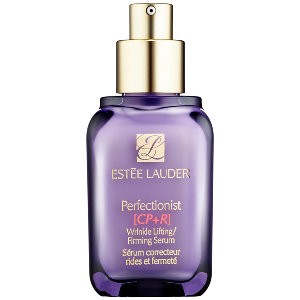 ESTĒE LAUDER
Perfectionist
[CP+R]
Wrinkle Lifting/
Firming Serum
Sérum correcteur
rides et fermeté